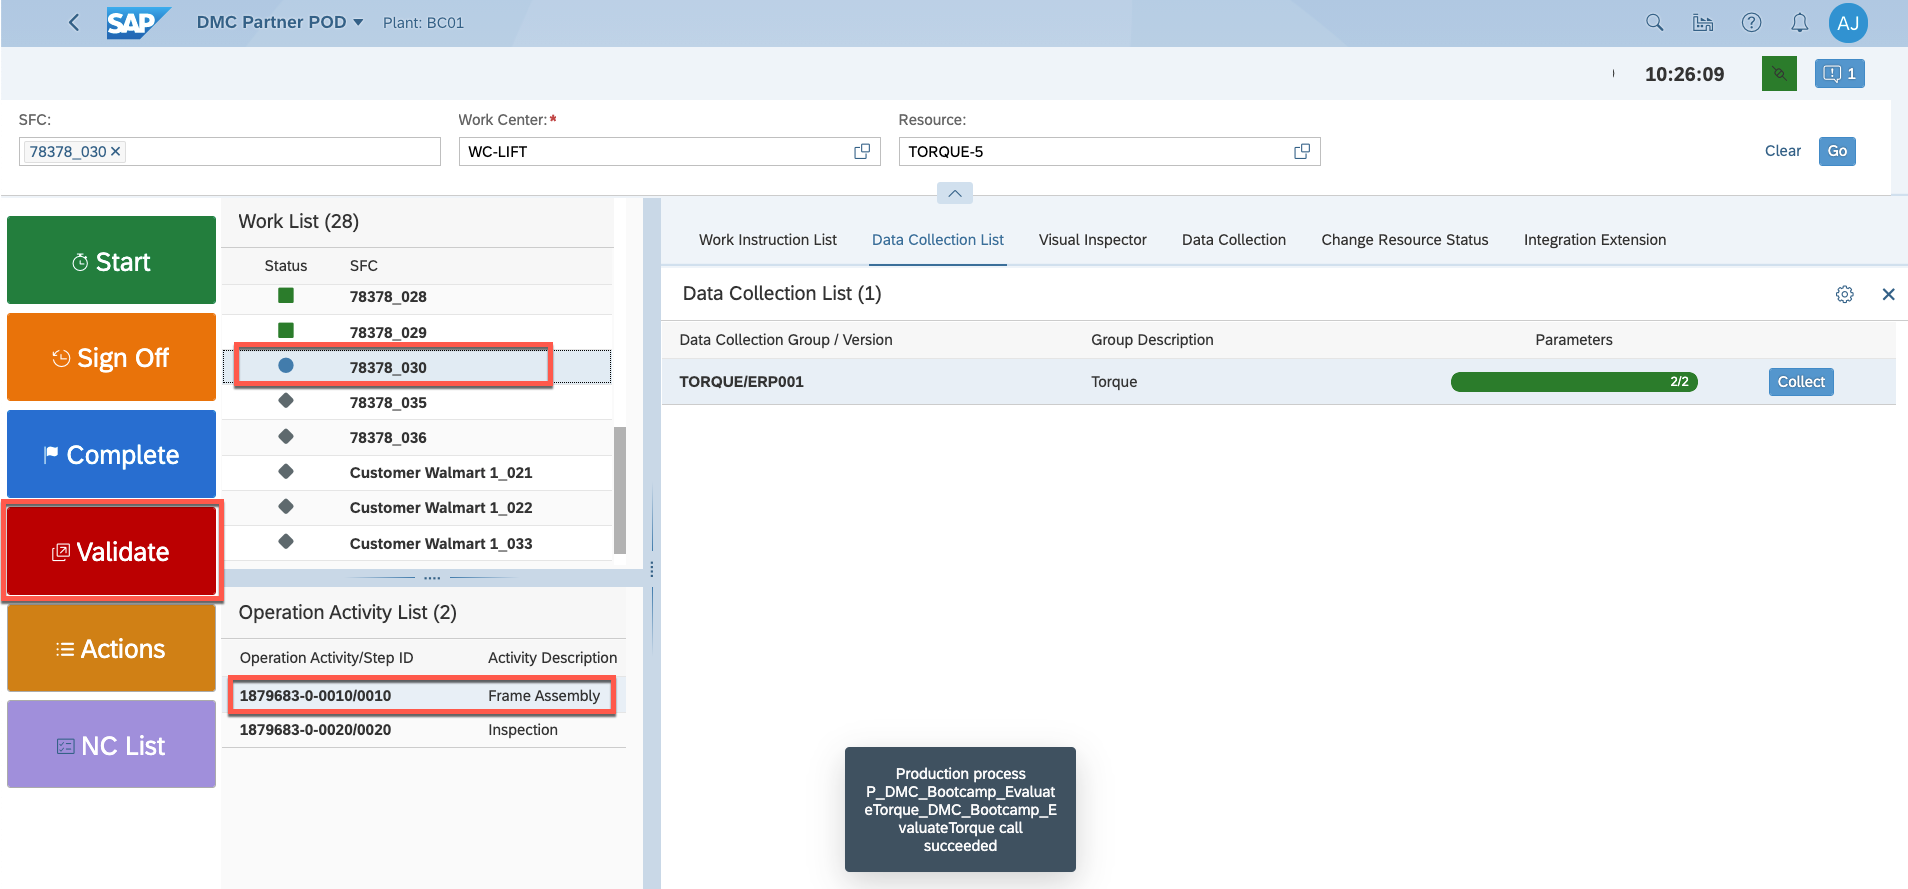 SAP DMC Partner POD Plant: BC01 AJ
10:26:09 1
SFC: Work Center:* Resource:
78378_030 WC-LIFT TORQUE-5 Clear Go
Start
Sign Off
Complete
Validate
Actions
NC List
Work List (28)
Status SFC
78378_028
78378_029
78378_030
78378_035
78378_036
Customer Walmart 1_021
Customer Walmart 1_022
Customer Walmart 1_033
Operation Activity List (2)
Operation Activity/Step ID Activity Description
1879683-0-0010/0010 Frame Assembly
1879683-0-0020/0020 Inspection
Work Instruction List Data Collection List Visual Inspector Data Collection Change Resource Status Integration Extension
Data Collection List (1)
Data Collection Group / Version Group Description Parameters
TORQUE/ERP001 Torque 2/2 Collect
Production process
P_DMC_Bootcamp_Evaluat
eTorque_DMC_Bootcamp_E
valuateTorque call
succeeded